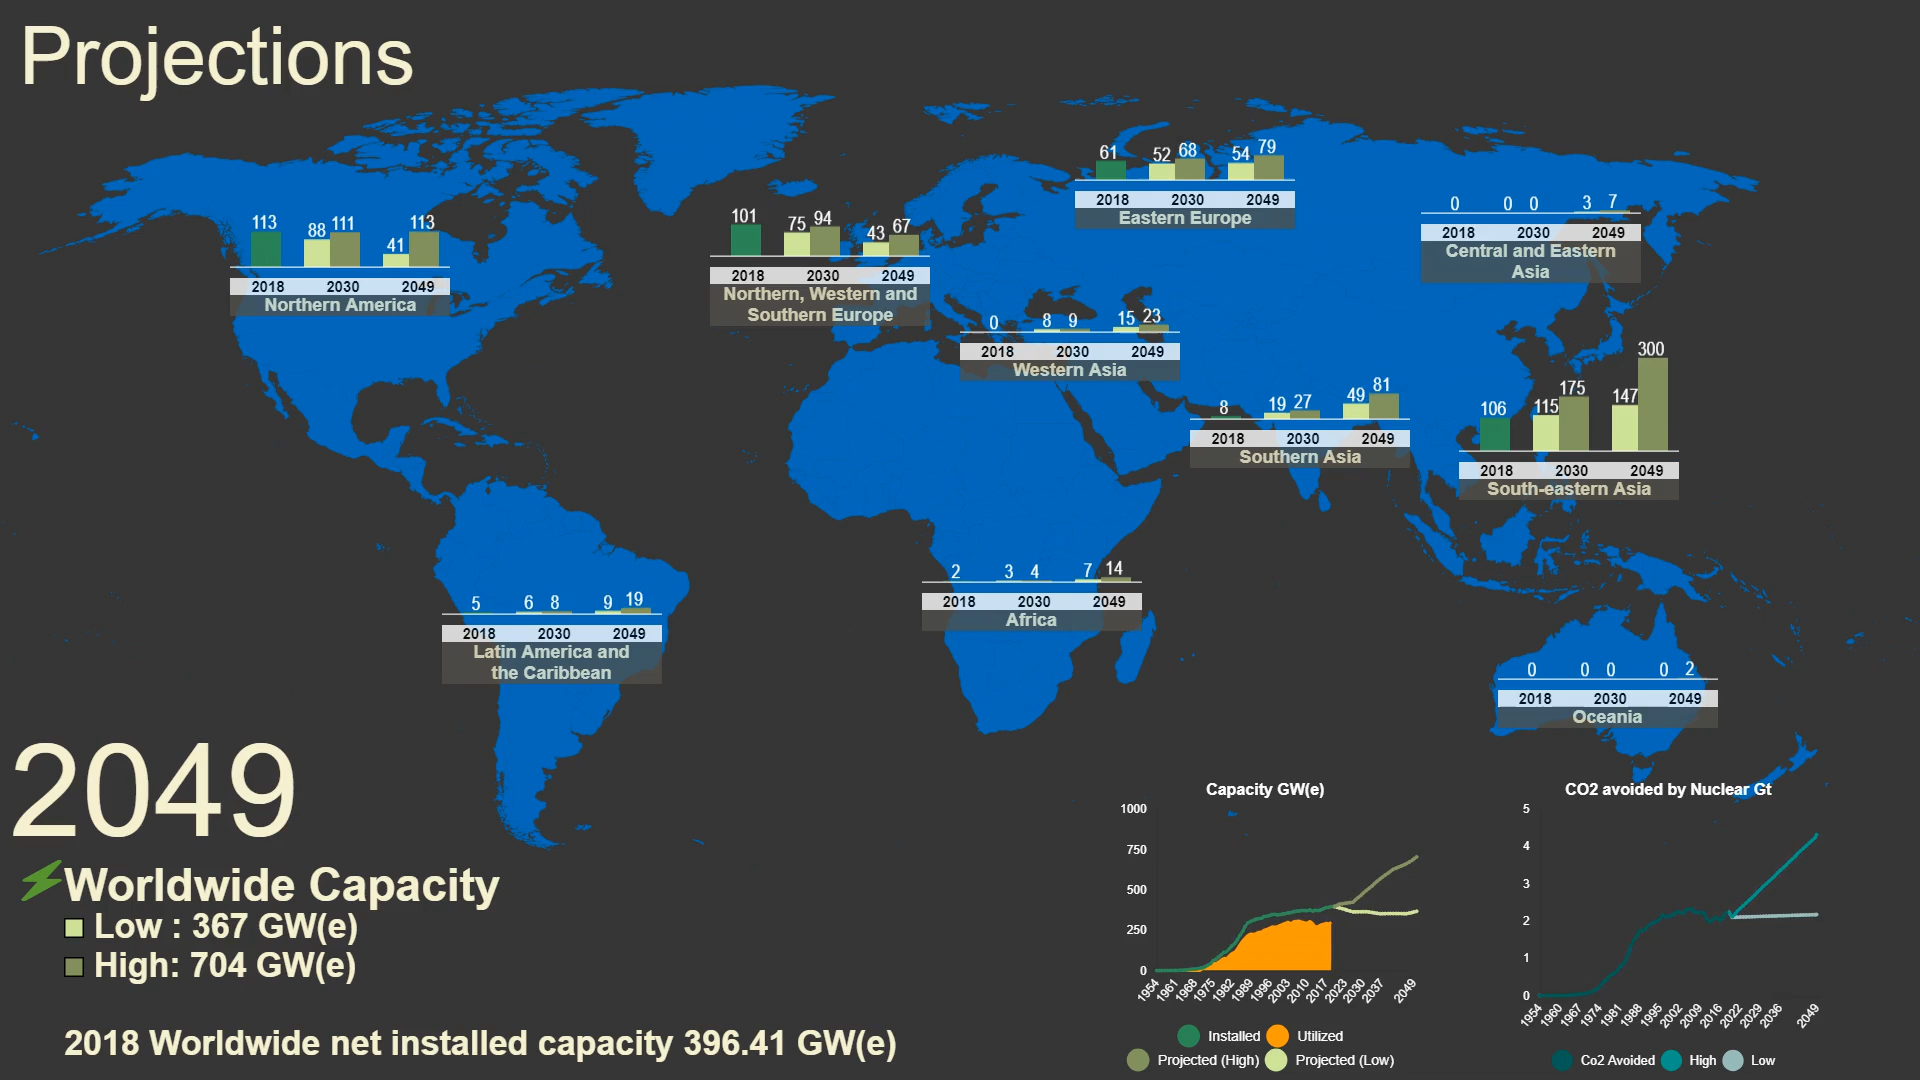 Projections
61
52 68
54 79
2018 2030 2049
Eastern Europe
0
0 0
3 7
2018 2030 2049
Central and Eastern
Asia
113
88 111
41 113
2018 2030 2049
Northern America
101
75 94
43 67
2018 2030 2049
Northern, Western and
Southern Europe
0
8 9
15 23
2018 2030 2049
Western Asia
8
19 27
49 81
2018 2030 2049
Southern Asia
106
115 175
147 300
2018 2030 2049
South-eastern Asia
5
6 8
9 19
2018 2030 2049
Latin America and
the Caribbean
2
3 4
7 14
2018 2030 2049
Africa
0
0 0
0 2
2018 2030 2049
Oceania
2049
Worldwide Capacity
Low : 367 GW(e)
High: 704 GW(e)
2018 Worldwide net installed capacity 396.41 GW(e)
Capacity GW(e)
1000
750
500
250
0
1954 1961 1968 1975 1982 1989 1996 2003 2010 2017 2023 2030 2037 2049
Installed Utilized
Projected (High) Projected (Low)
CO2 avoided by Nuclear Gt
5
4
3
2
1
0
1954 1960 1967 1974 1981 1988 1995 2002 2009 2016 2022 2029 2036 2049
Co2 Avoided High Low